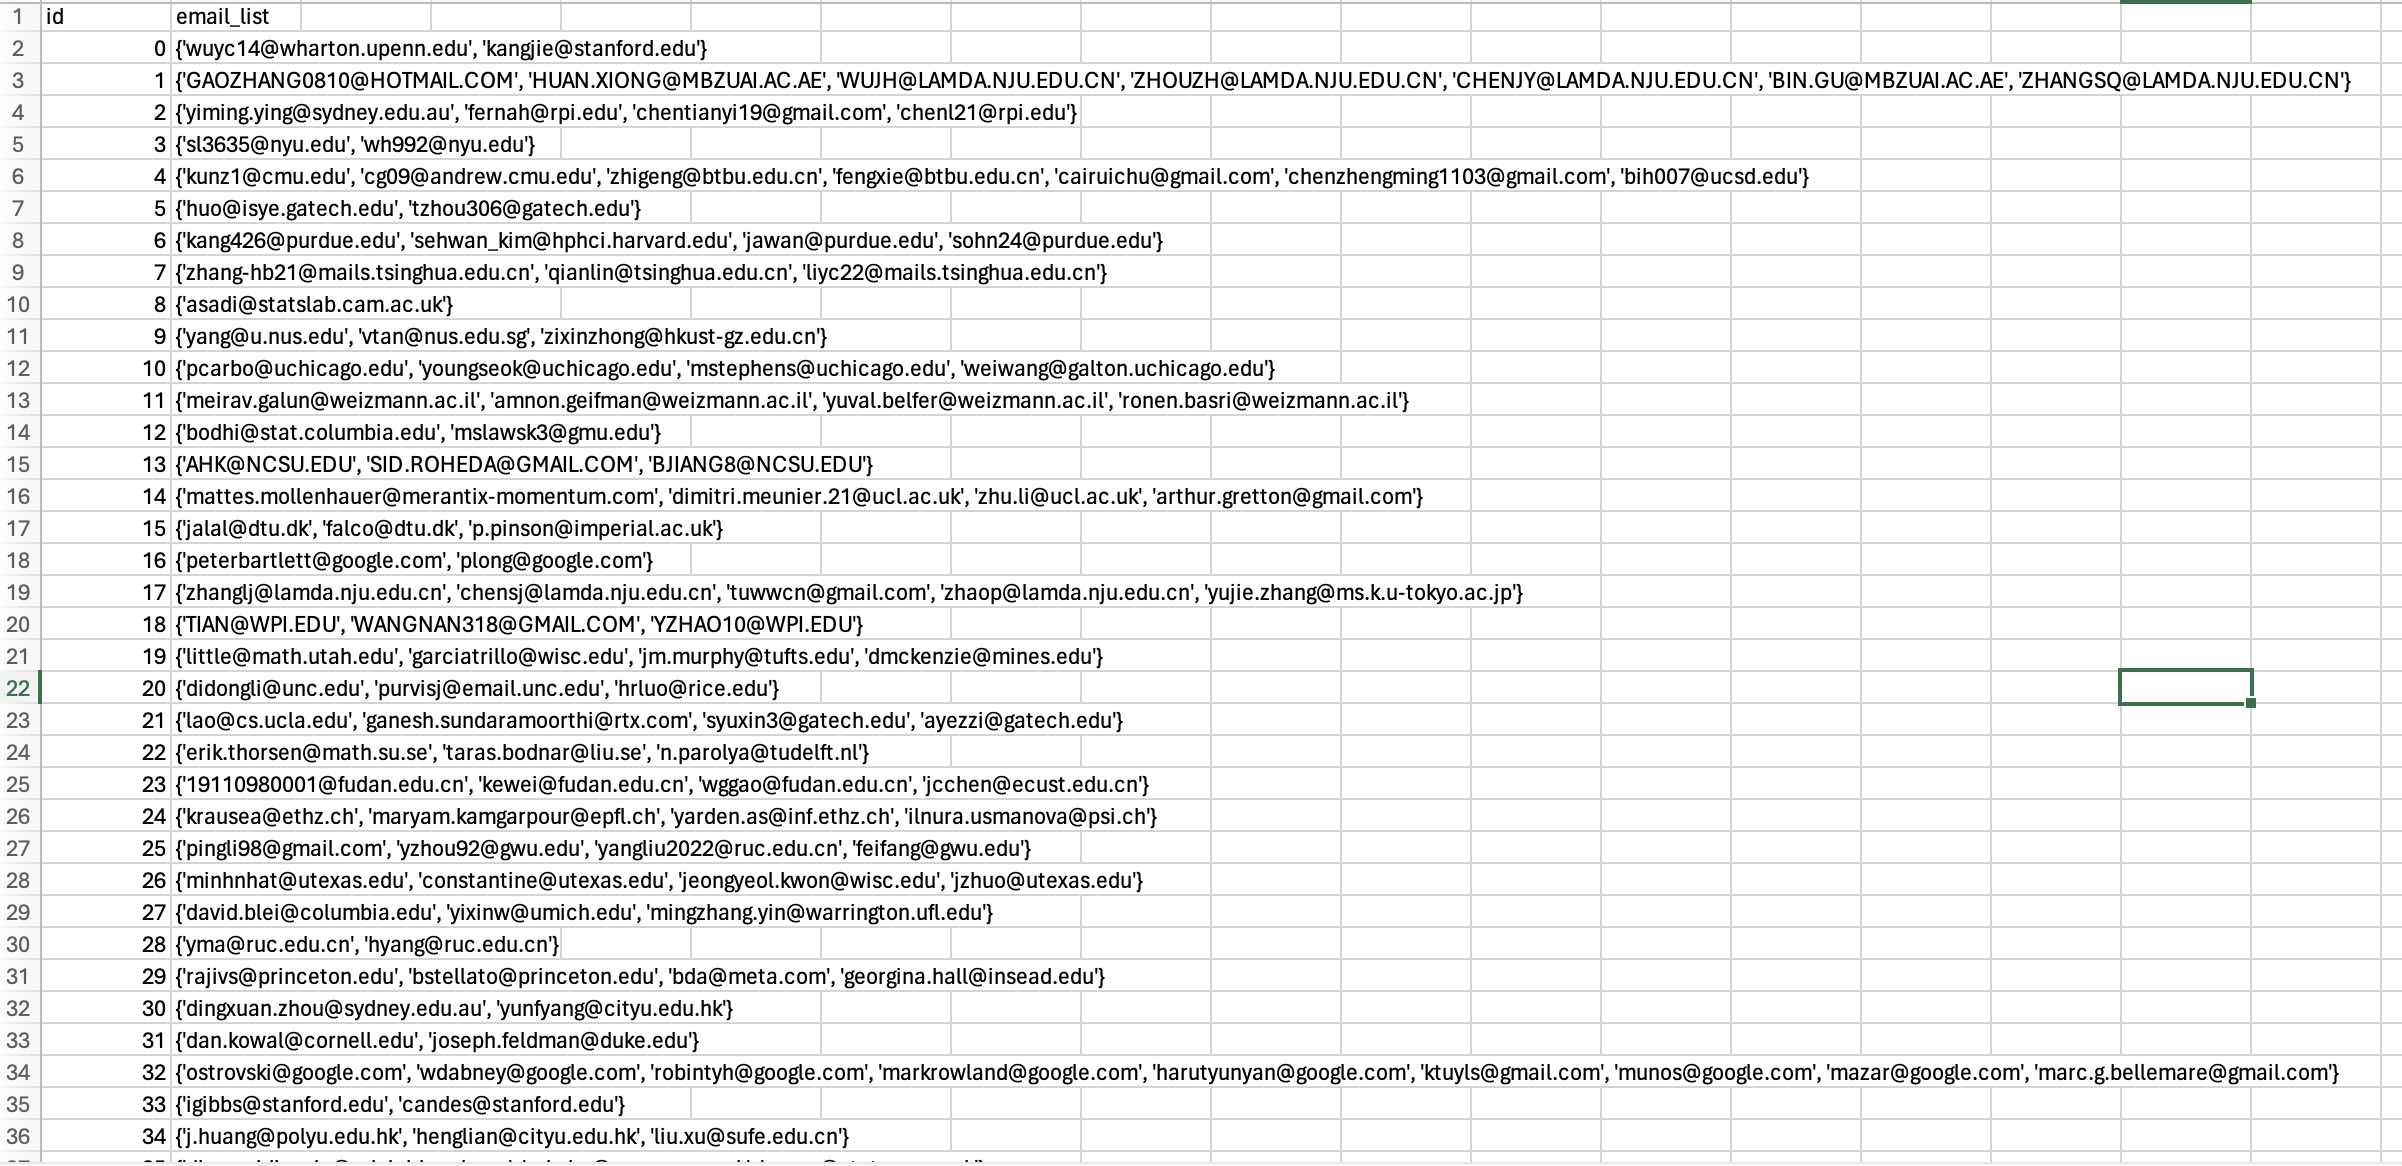 1 id email_list
2 0 {'wuyc14@wharton.upenn.edu', 'kangjie@stanford.edu'}
3 1 {'GAOZHANG0810@HOTMAIL.COM', 'HUAN.XIONG@MBZUAI.AC.AE', 'WUJH@LAMDA.NJU.EDU.CN', 'ZHOUZH@LAMDA.NJU.EDU.CN', 'CHENJY@LAMDA.NJU.EDU.CN', 'BIN.GU@MBZUAI.AC.AE', 'ZHANGSQ@LAMDA.NJU.EDU.CN'}
4 2 {'yiming.ying@sydney.edu.au', 'fernah@rpi.edu', 'chentianyi19@gmail.com', 'chenl21@rpi.edu'}
5 3 {'sl3635@nyu.edu', 'wh992@nyu.edu'}
6 4 {'kunz1@cmu.edu', 'cg09@andrew.cmu.edu', 'zhigeng@btbu.edu.cn', 'fengxie@btbu.edu.cn', 'cairuichu@gmail.com', 'chenzhengming1103@gmail.com', 'bih007@ucsd.edu'}
7 5 {'huo@isye.gatech.edu', 'tzhou306@gatech.edu'}
8 6 {'kang426@purdue.edu', 'sehwan_kim@hphci.harvard.edu', 'jawan@purdue.edu', 'sohn24@purdue.edu'}
9 7 {'zhang-hb21@mails.tsinghua.edu.cn', 'qianlin@tsinghua.edu.cn', 'liyc22@mails.tsinghua.edu.cn'}
10 8 {'asadi@statslab.cam.ac.uk'}
11 9 {'yang@u.nus.edu', 'vtan@nus.edu.sg', 'zixinzhong@hkust-gz.edu.cn'}
12 10 {'pcarbo@uchicago.edu', 'youngseok@uchicago.edu', 'mstephens@uchicago.edu', 'weiwang@galton.uchicago.edu'}
13 11 {'meirav.galun@weizmann.ac.il', 'amnon.geifman@weizmann.ac.il', 'yuval.belfer@weizmann.ac.il', 'ronen.basri@weizmann.ac.il'}
14 12 {'bodhi@stat.columbia.edu', 'mslawsk3@gmu.edu'}
15 13 {'AHK@NCSU.EDU', 'SID.ROHEDA@GMAIL.COM', 'BJIANG8@NCSU.EDU'}
16 14 {'mattes.mollenhauer@merantix-momentum.com', 'dimitri.meunier.21@ucl.ac.uk', 'zhu.li@ucl.ac.uk', 'arthur.gretton@gmail.com'}
17 15 {'jalal@dtu.dk', 'falco@dtu.dk', 'p.pinson@imperial.ac.uk'}
18 16 {'peterbartlett@google.com', 'plong@google.com'}
19 17 {'zhanglj@lamda.nju.edu.cn', 'chensj@lamda.nju.edu.cn', 'tuwwcn@gmail.com', 'zhaop@lamda.nju.edu.cn', 'yujie.zhang@ms.k.u-tokyo.ac.jp'}
20 18 {'TIAN@WPI.EDU', 'WANGNAN318@GMAIL.COM', 'YZHAO10@WPI.EDU'}
21 19 {'little@math.utah.edu', 'garciatrillo@wisc.edu', 'jm.murphy@tufts.edu', 'dmckenzie@mines.edu'}
22 20 {'didongli@unc.edu', 'purvisj@email.unc.edu', 'hrluo@rice.edu'}
23 21 {'lao@cs.ucla.edu', 'ganesh.sundaramoorthi@rtx.com', 'syuxin3@gatech.edu', 'ayezzi@gatech.edu'}
24 22 {'erik.thorsen@math.su.se', 'taras.bodnar@liu.se', 'n.parolya@tudelft.nl'}
25 23 {'19110980001@fudan.edu.cn', 'kewei@fudan.edu.cn', 'wggao@fudan.edu.cn', 'jcchen@ecust.edu.cn'}
26 24 {'krausea@ethz.ch', 'maryam.kamgarpour@epfl.ch', 'yarden.as@inf.ethz.ch', 'ilnura.usmanova@psi.ch'}
27 25 {'pingli98@gmail.com', 'yzhou92@gwu.edu', 'yangliu2022@ruc.edu.cn', 'feifang@gwu.edu'}
28 26 {'minhnhat@utexas.edu', 'constantine@utexas.edu', 'jeongyeol.kwon@wisc.edu', 'jzhuo@utexas.edu'}
29 27 {'david.blei@columbia.edu', 'yixinw@umich.edu', 'mingzhang.yin@warrington.ufl.edu'}
30 28 {'yma@ruc.edu.cn', 'hyang@ruc.edu.cn'}
31 29 {'rajivs@princeton.edu', 'bstellato@princeton.edu', 'bda@meta.com', 'georgina.hall@insead.edu'}
32 30 {'dingxuan.zhou@sydney.edu.au', 'yunfyang@cityu.edu.hk'}
33 31 {'dan.kowal@cornell.edu', 'joseph.feldman@duke.edu'}
34 32 {'ostrovski@google.com', 'wdabney@google.com', 'robintyh@google.com', 'markrowland@google.com', 'harutyunyan@google.com', 'ktuyls@gmail.com', 'munos@google.com', 'mazar@google.com', 'marc.g.bellemare@gmail.com'}
35 33 {'igibbs@stanford.edu', 'candes@stanford.edu'}
36 34 {'j.huang@polyu.edu.hk', 'henglian@cityu.edu.hk', 'liu.xu@sufe.edu.cn'}